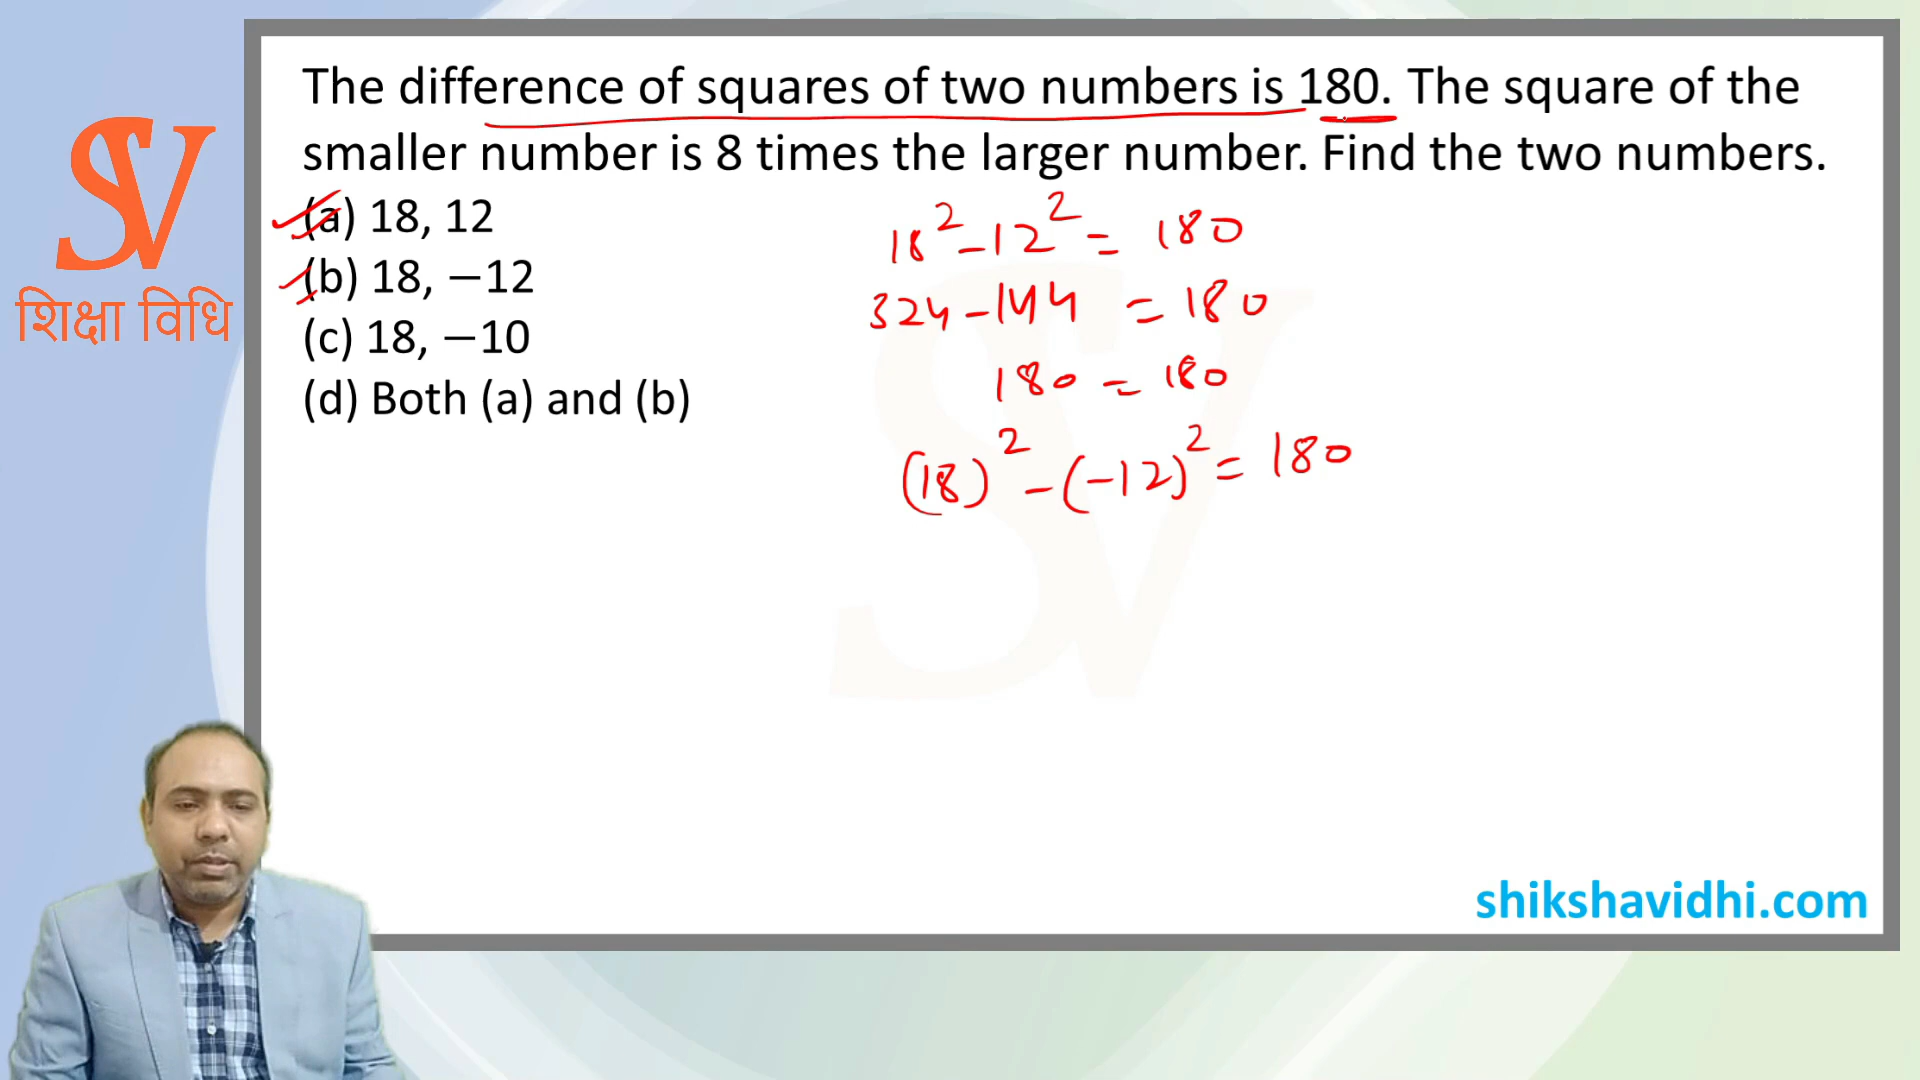 The difference of squares of two numbers is 180. The square of the
smaller number is 8 times the larger number. Find the two numbers.
(a) 18, 12
(b) 18, −12
(c) 18, −10
(d) Both (a) and (b)
18² − 12² = 180
324 − 144 = 180
180 = 180
(18)² − (−12)² = 180
SV
शिक्षा विधि
SV
shikshavidhi.com